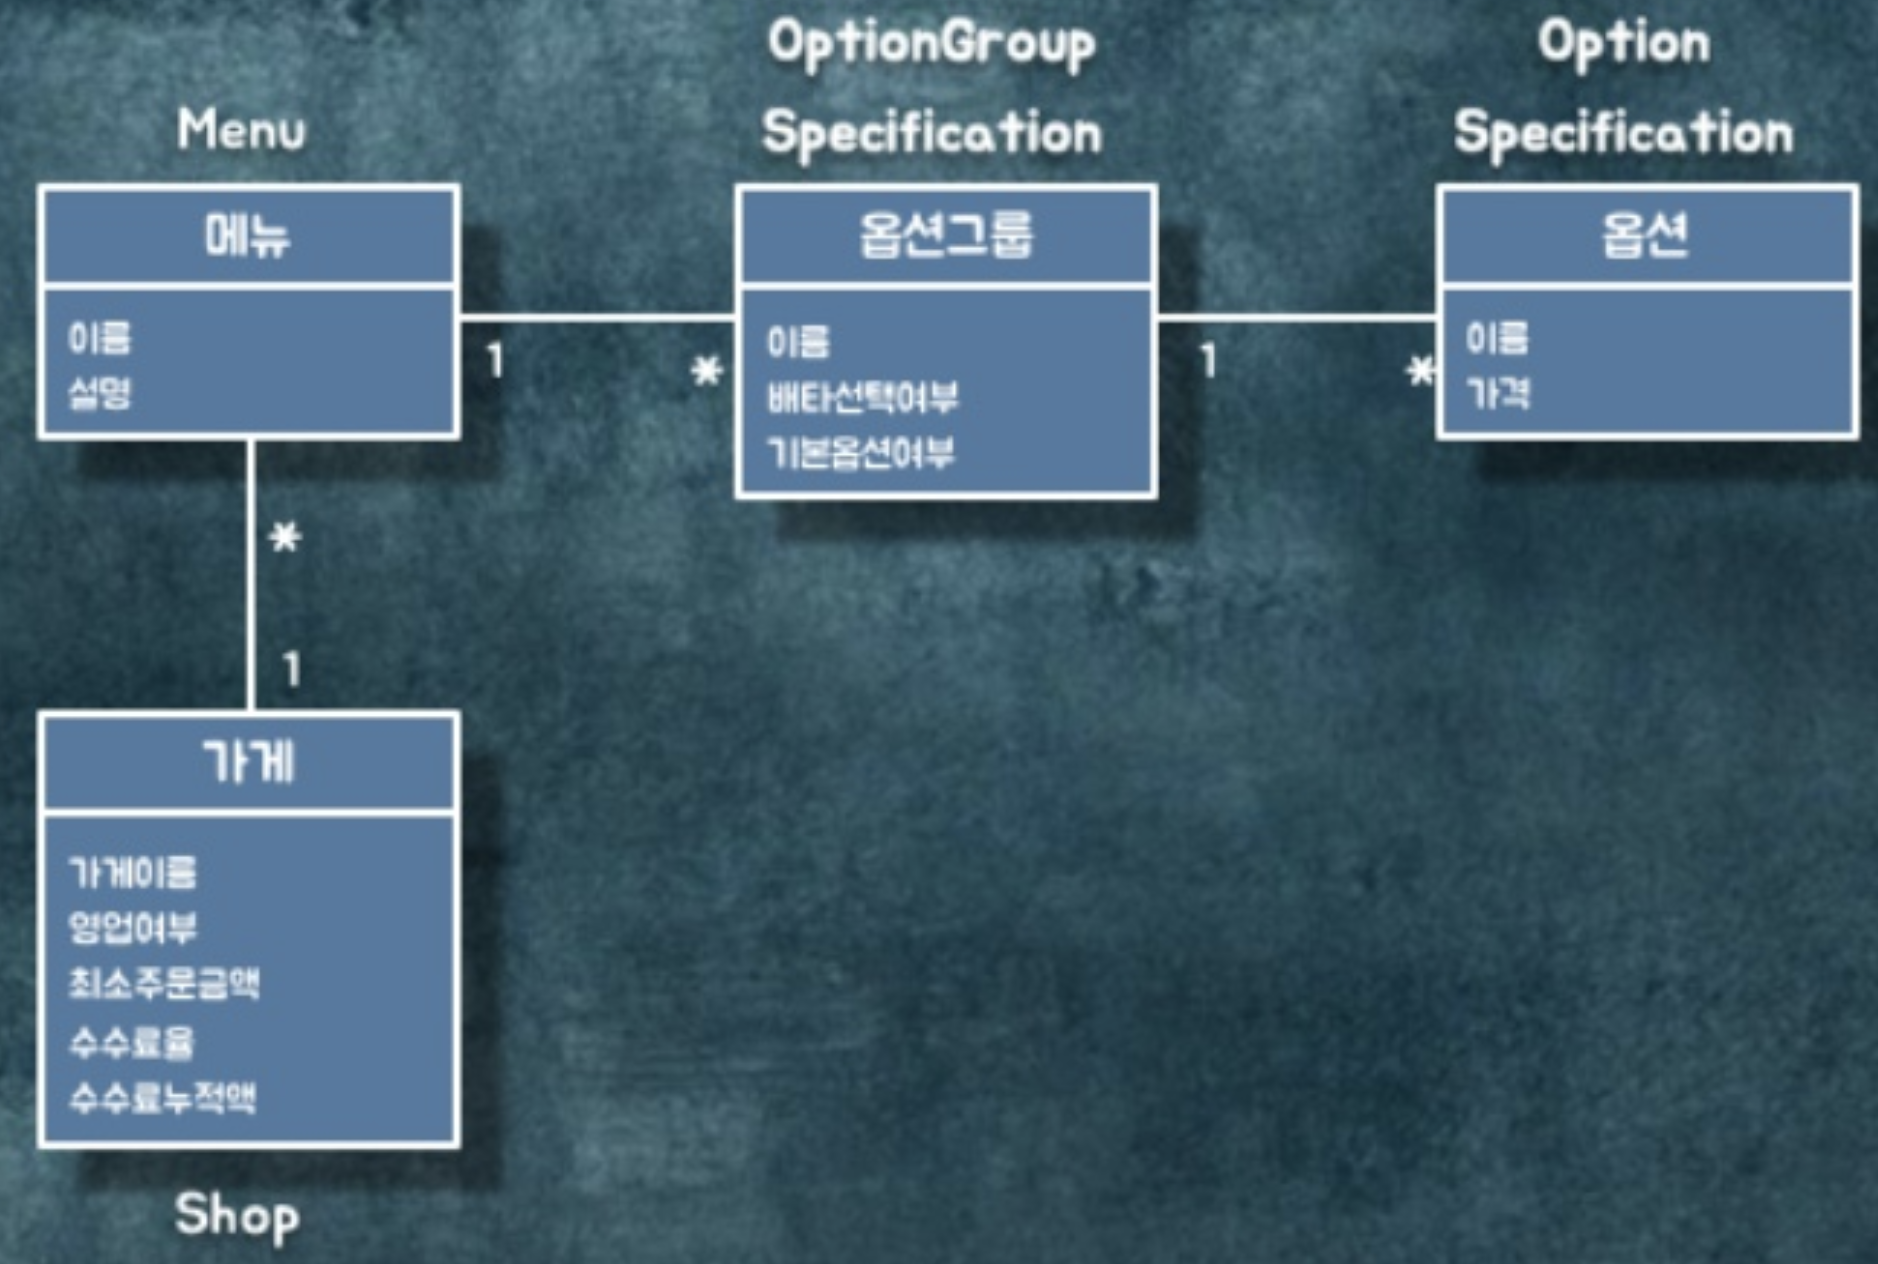 Menu
메뉴
이름
설명
1
*
OptionGroup
Specification
옵션그룹
이름
배타선택여부
기본옵션여부
1
*
Option
Specification
옵션
이름
가격
*
1
가게
가게이름
영업여부
최소주문금액
수수료율
수수료누적액
Shop